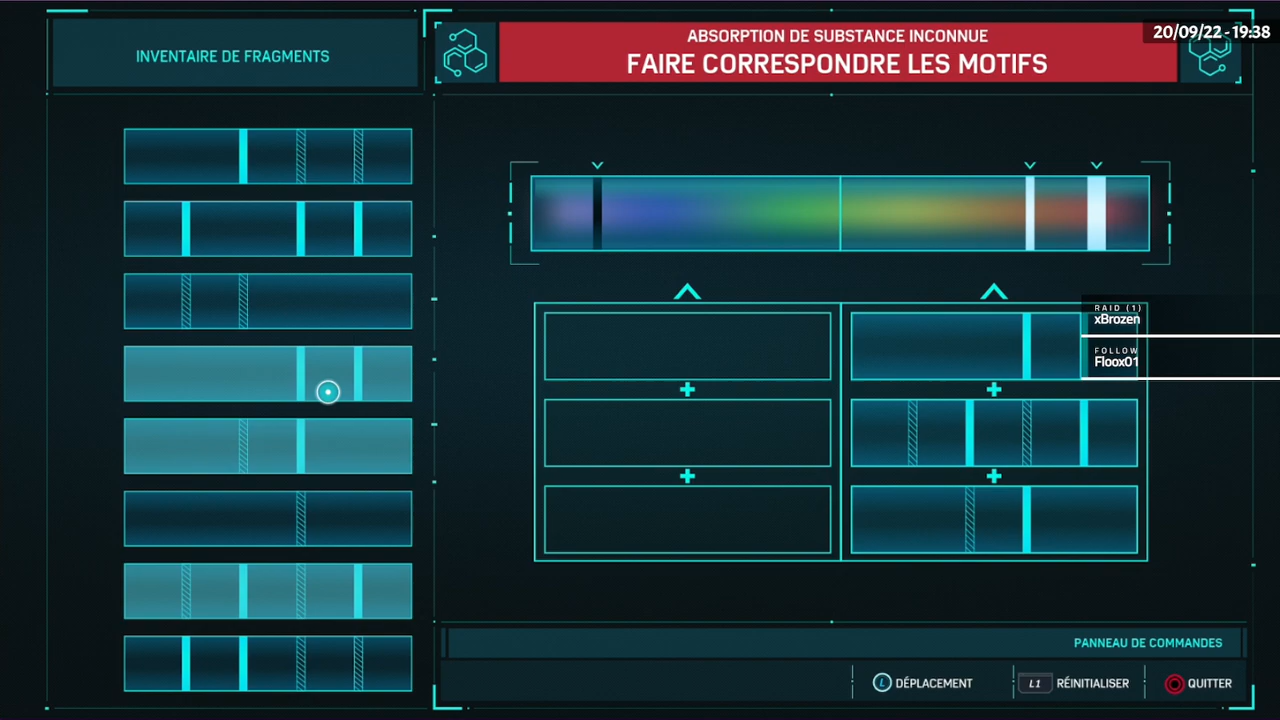 INVENTAIRE DE FRAGMENTS
ABSORPTION DE SUBSTANCE INCONNUE
FAIRE CORRESPONDRE LES MOTIFS
20/09/22 - 19:38
RAID (1)
xBrozen
FOLLOW
Floox01
PANNEAU DE COMMANDES
L DÉPLACEMENT
L1 RÉINITIALISER
QUITTER